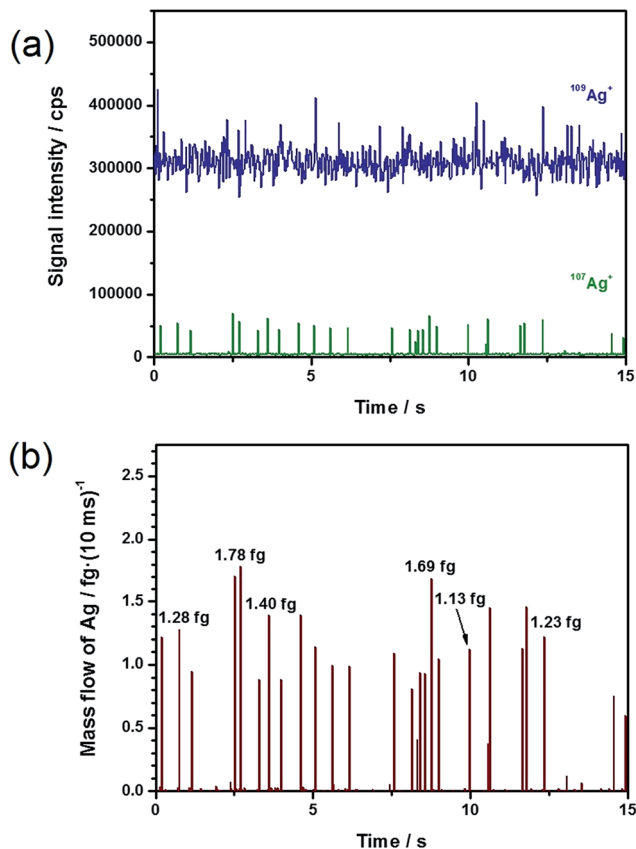 (a)
Signal intensity / cps
500000
400000
300000
200000
100000
0
¹⁰⁹Ag⁺
¹⁰⁷Ag⁺
0 5 10 15
Time / s
(b)
Mass flow of Ag / fg·(10 ms)⁻¹
2.5
2.0
1.5
1.0
0.5
0.0
1.78 fg
1.69 fg
1.40 fg
1.13 fg
1.28 fg
1.23 fg
0 5 10 15
Time / s